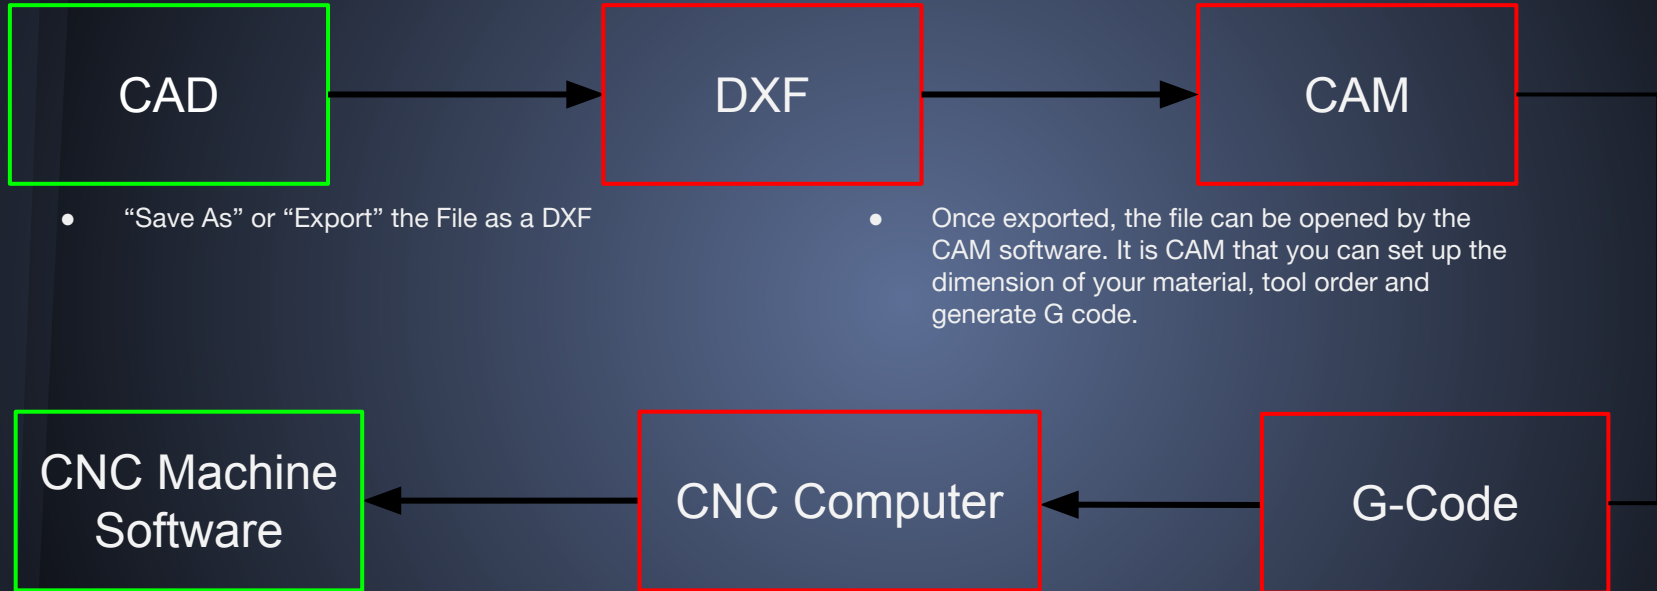 CAD
DXF
CAM
● “Save As” or “Export” the File as a DXF
● Once exported, the file can be opened by the
CAM software. It is CAM that you can set up the
dimension of your material, tool order and
generate G code.
CNC Machine
Software
CNC Computer
G-Code